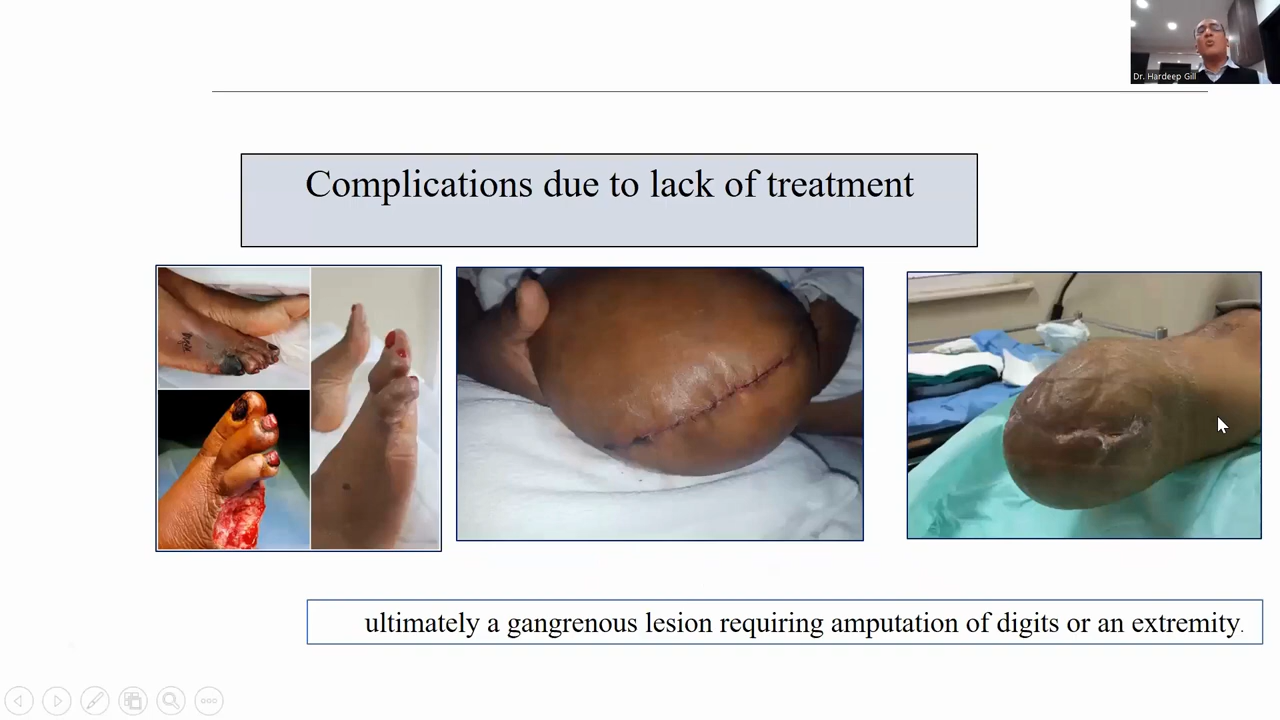 Dr. Hardeep Gill
Complications due to lack of treatment
ultimately a gangrenous lesion requiring amputation of digits or an extremity.